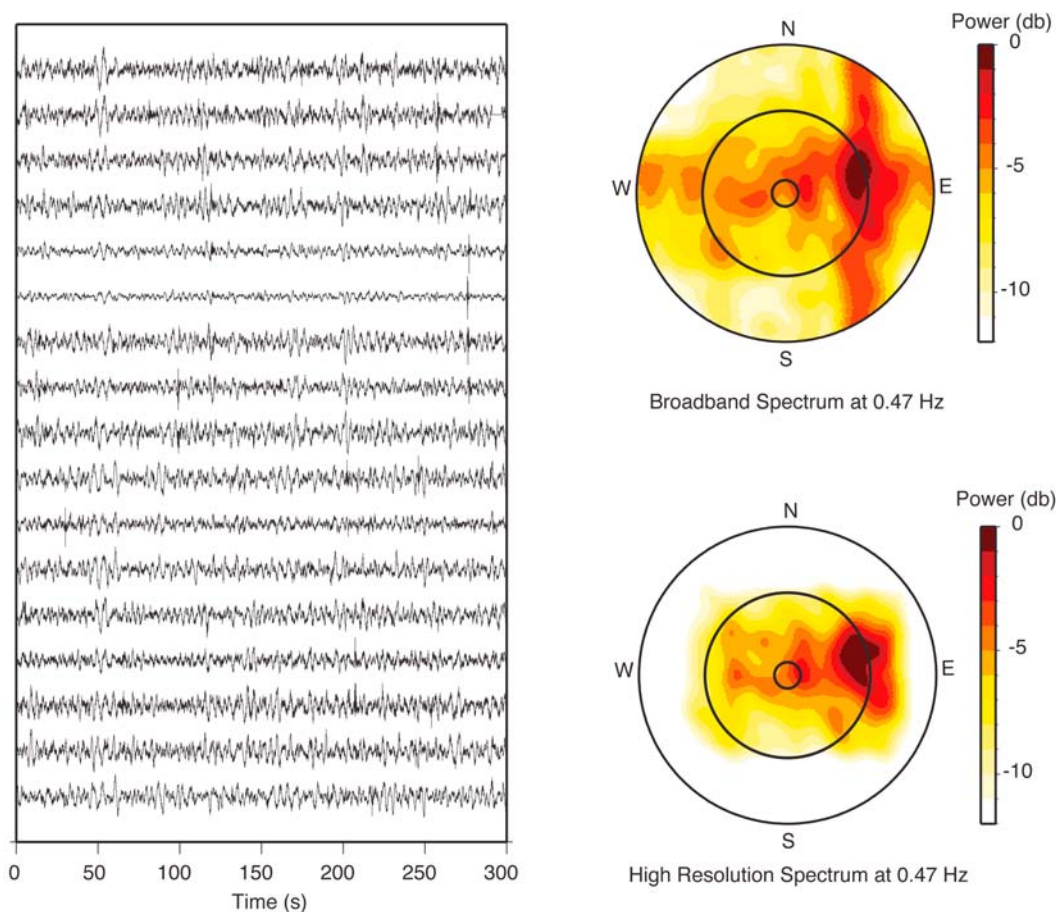 0 50 100 150 200 250 300
Time (s)
Power (db)
N
W E
S
0
-5
-10
Broadband Spectrum at 0.47 Hz
Power (db)
N
W E
S
0
-5
-10
High Resolution Spectrum at 0.47 Hz